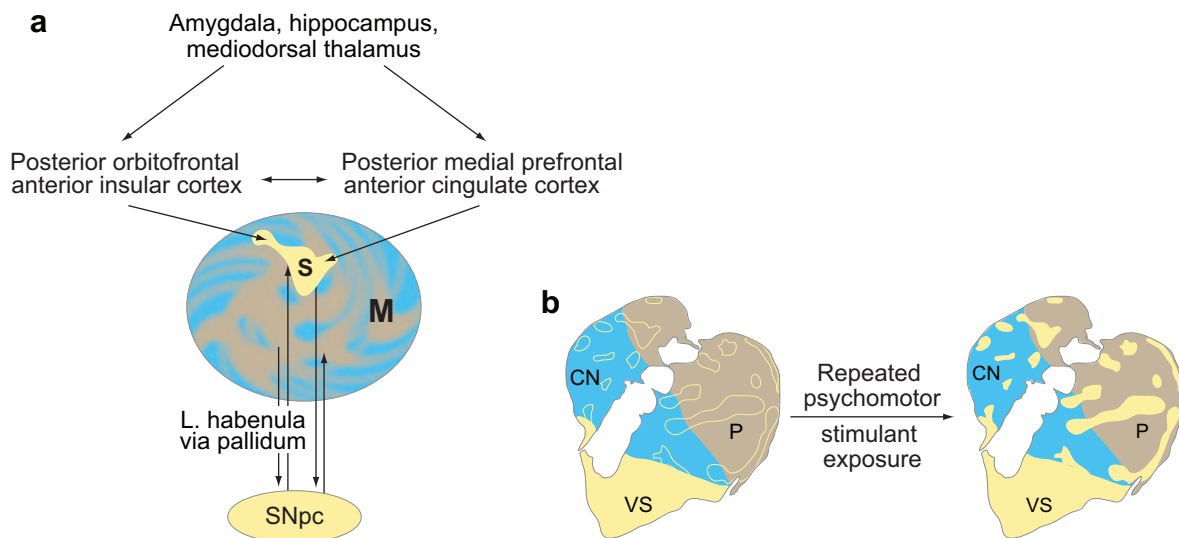 a
Amygdala, hippocampus,
mediodorsal thalamus
Posterior orbitofrontal
anterior insular cortex
Posterior medial prefrontal
anterior cingulate cortex
S
M
L. habenula
via pallidum
SNpc
b
CN
P
VS
Repeated
psychomotor
stimulant
exposure
CN
P
VS